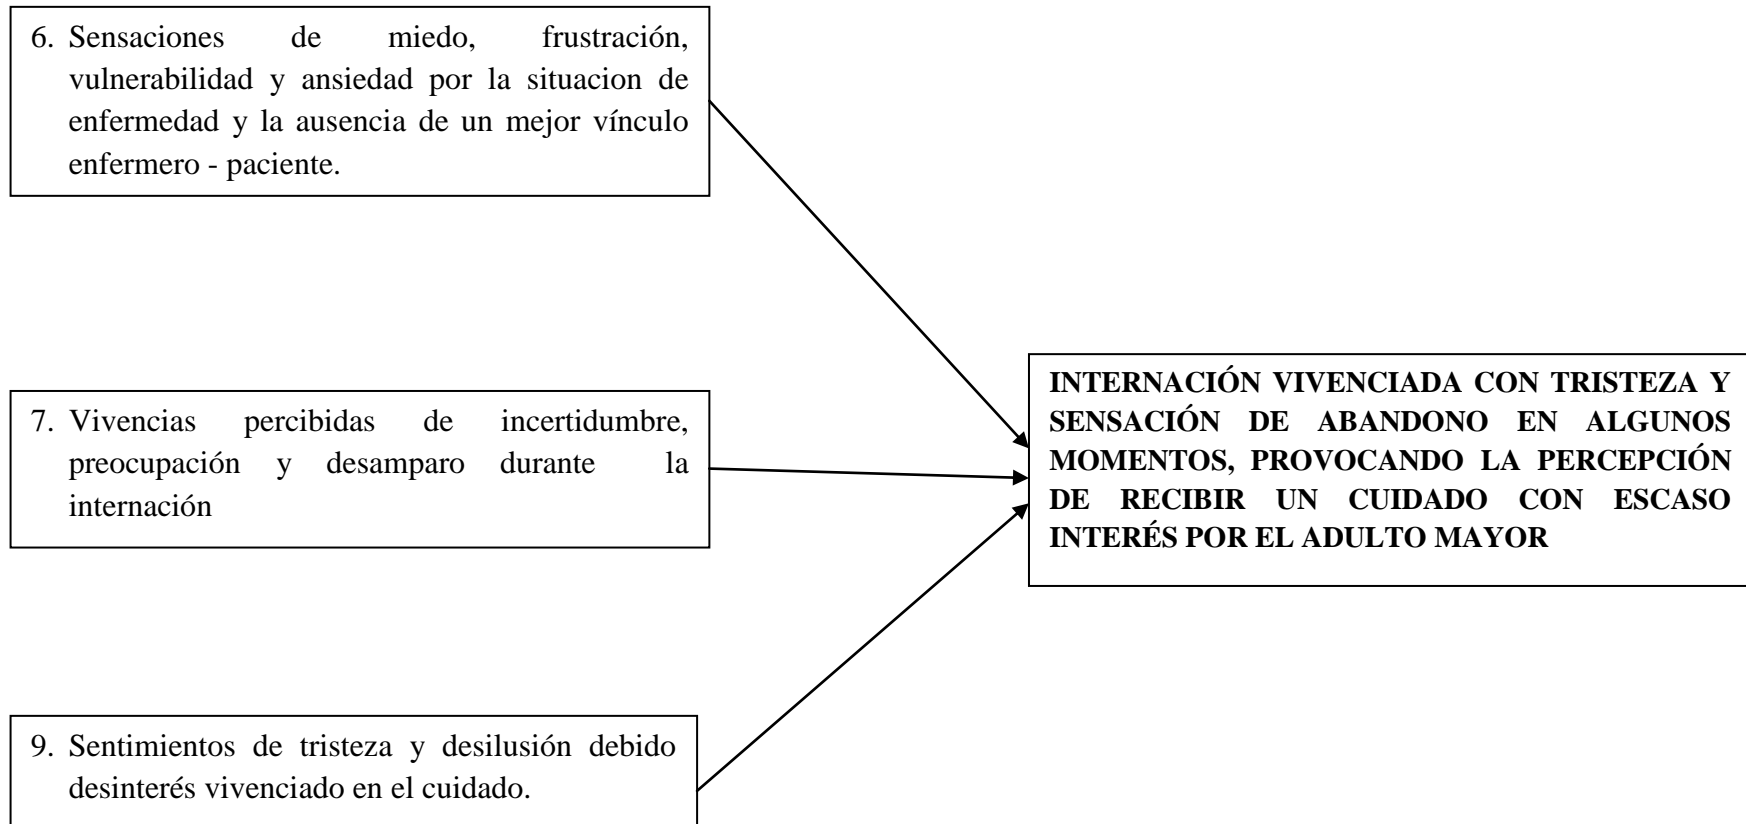 6. Sensaciones de miedo, frustración,
vulnerabilidad y ansiedad por la situacion de
enfermedad y la ausencia de un mejor vínculo
enfermero - paciente.
7. Vivencias percibidas de incertidumbre,
preocupación y desamparo durante la
internación
9. Sentimientos de tristeza y desilusión debido
desinterés vivenciado en el cuidado.
INTERNACIÓN VIVENCIADA CON TRISTEZA Y
SENSACIÓN DE ABANDONO EN ALGUNOS
MOMENTOS, PROVOCANDO LA PERCEPCIÓN
DE RECIBIR UN CUIDADO CON ESCASO
INTERÉS POR EL ADULTO MAYOR